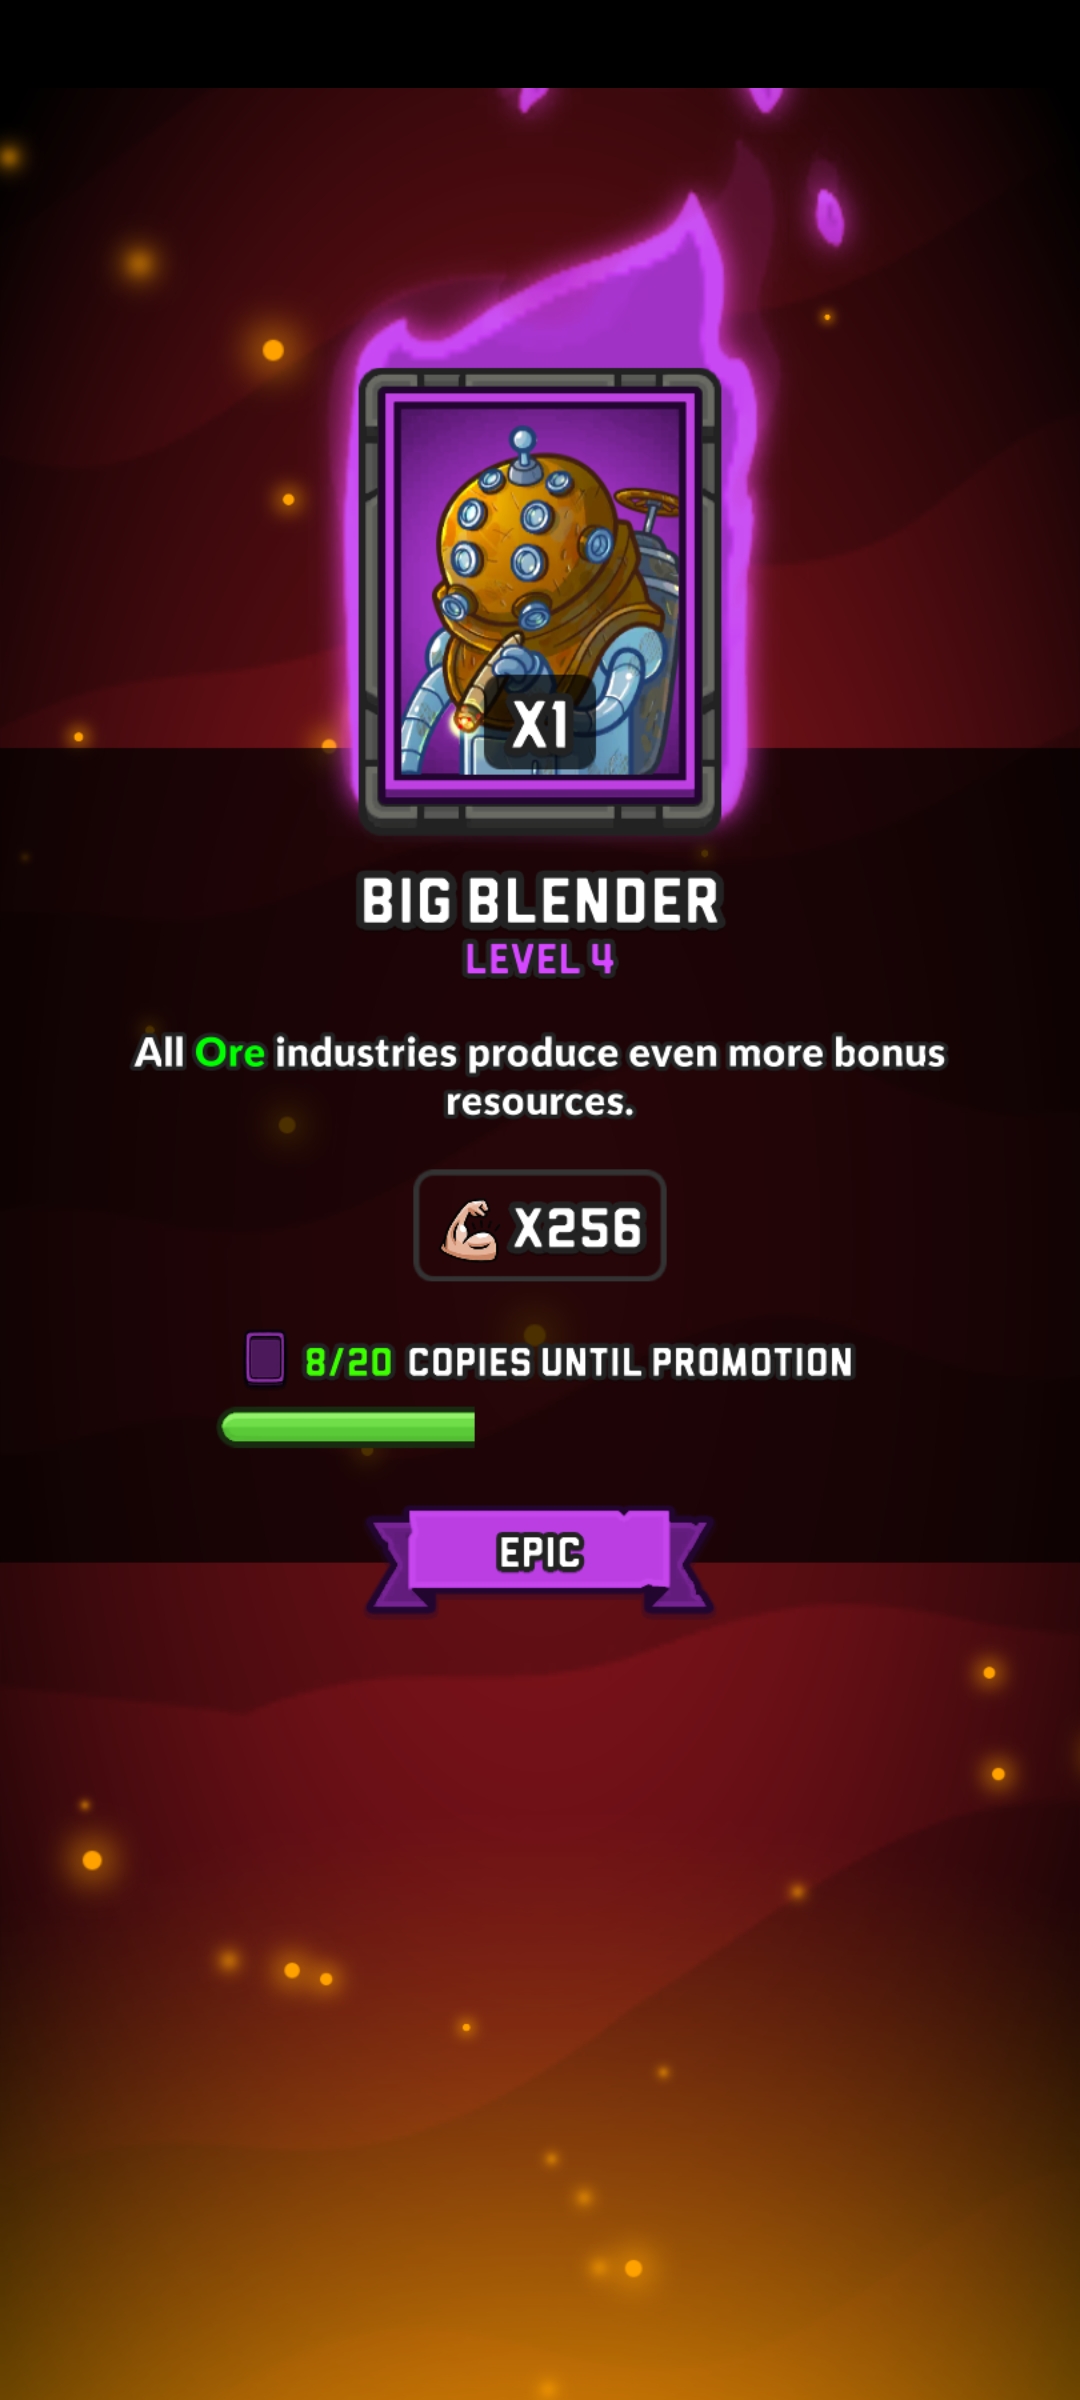 X1
BIG BLENDER
LEVEL 4
All Ore industries produce even more bonus
resources.
X256
8/20 COPIES UNTIL PROMOTION
EPIC